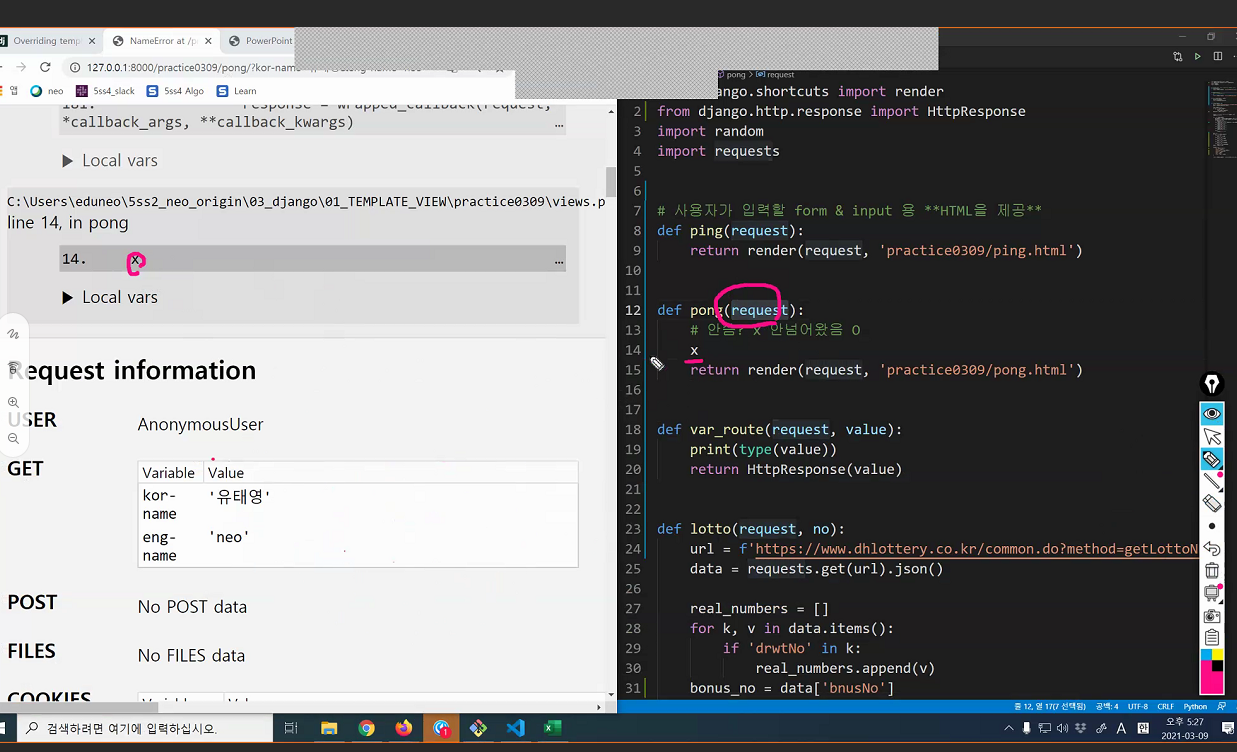 Overriding temp
NameError at /p
PowerPoint
127.0.0.1:8000/practice0309/pong/?kor-name
neo
5ss4_slack
5ss4 Algo
Learn
response = wrapped_callback(request,
*callback_args, **callback_kwargs)
…
▶ Local vars
C:\Users\eduneo\5ss2_neo_origin\03_django\01_TEMPLATE_VIEW\practice0309\views.p
line 14, in pong
14. x
…
▶ Local vars
Request information
USER
AnonymousUser
GET
Variable Value
kor-name '유태영'
eng-name 'neo'
POST
No POST data
FILES
No FILES data
COOKIES
pong > request
django.shortcuts import render
2 from django.http.response import HttpResponse
3 import random
4 import requests
5
6
7 # 사용자가 입력할 form & input 용 **HTML을 제공**
8 def ping(request):
9 return render(request, 'practice0309/ping.html')
10
11
12 def pong(request):
13 # 안넘? x 안넘어왔음 O
14 x
15 return render(request, 'practice0309/pong.html')
16
17
18 def var_route(request, value):
19 print(type(value))
20 return HttpResponse(value)
21
22
23 def lotto(request, no):
24 url = f'https://www.dhlottery.co.kr/common.do?method=getLottoN
25 data = requests.get(url).json()
26
27 real_numbers = []
28 for k, v in data.items():
29 if 'drwtNo' in k:
30 real_numbers.append(v)
31 bonus_no = data['bnusNo']
줄 12, 열 17(7 선택됨) 공백: 4 UTF-8 CRLF Python
검색하려면 여기에 입력하십시오.
A 한
오후 5:27
2021-03-09